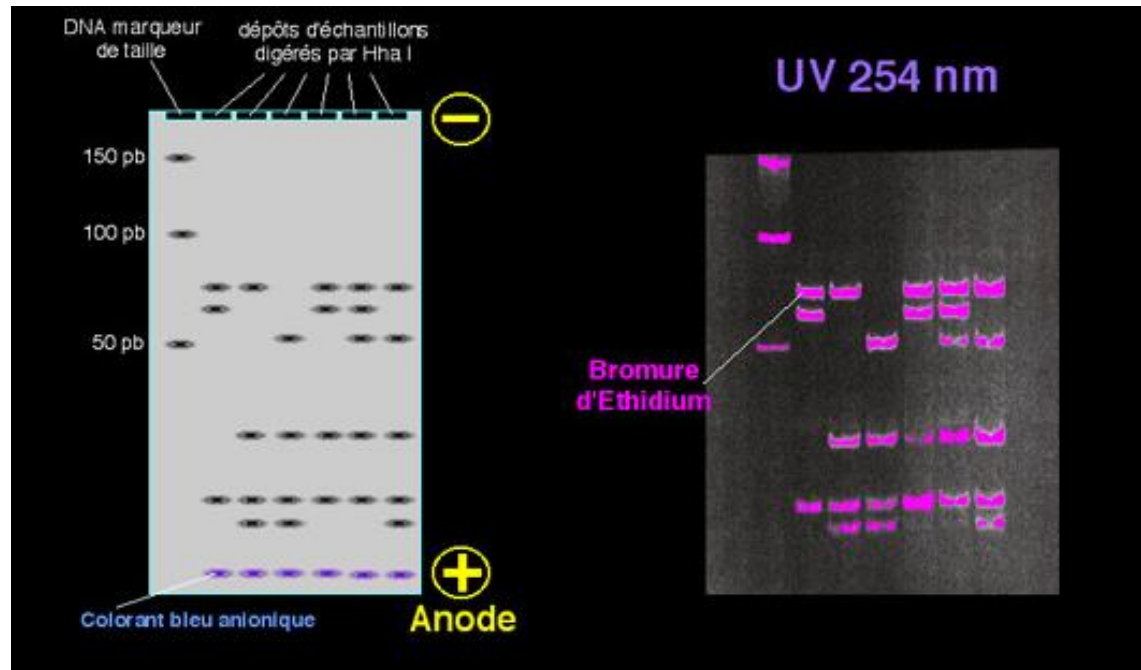 DNA marqueur
de taille
dépôts d'échantillons
digérés par Hha I
−
UV 254 nm
150 pb
100 pb
50 pb
Bromure
d'Ethidium
+
Colorant bleu anionique
Anode